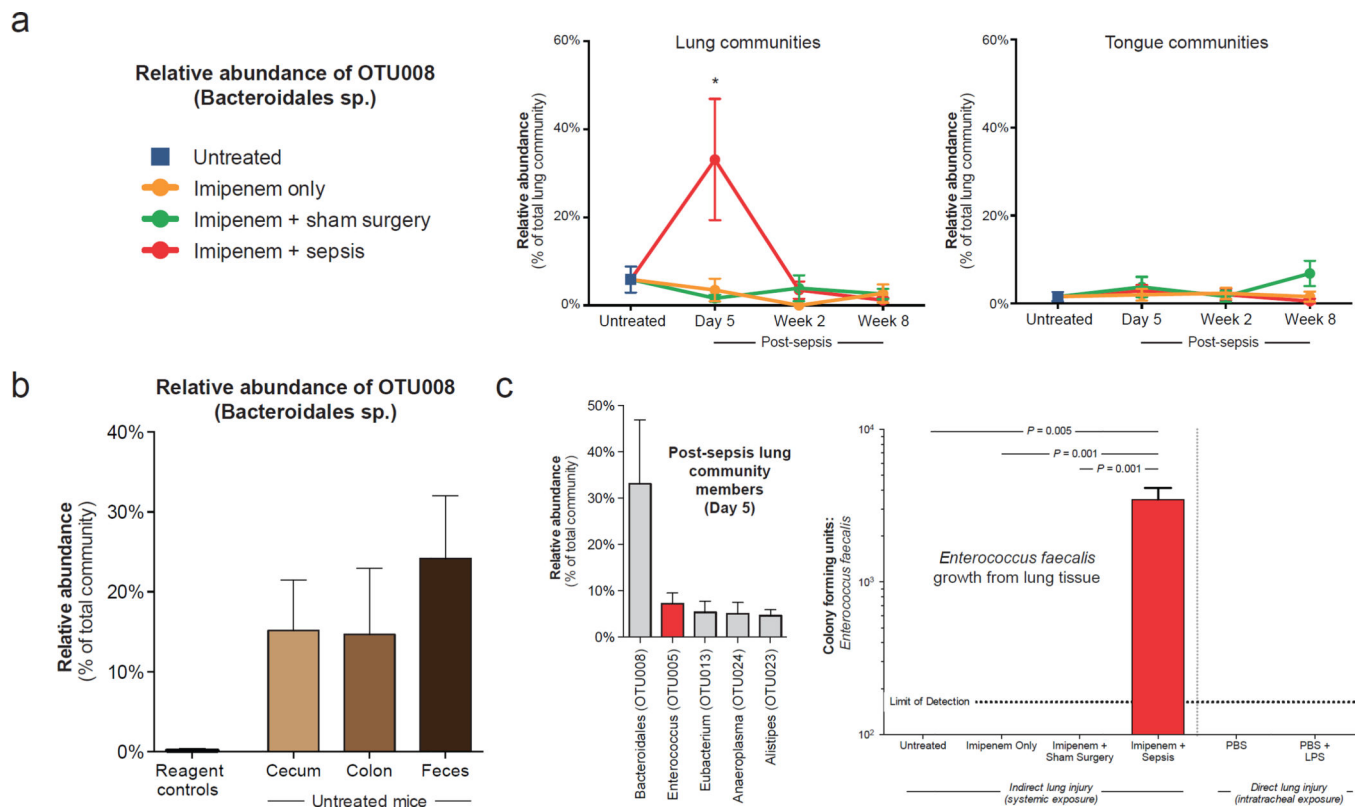 a
Relative abundance of OTU008
(Bacteroidales sp.)
Untreated
Imipenem only
Imipenem + sham surgery
Imipenem + sepsis
Lung communities
Relative abundance
(% of total lung community)
60%
40%
20%
0%
*
Untreated
Day 5
Week 2
Week 8
Post-sepsis
Tongue communities
Relative abundance
(% of total lung community)
60%
40%
20%
0%
Untreated
Day 5
Week 2
Week 8
Post-sepsis
b
Relative abundance of OTU008
(Bacteroidales sp.)
Relative abundance
(% of total community)
40%
30%
20%
10%
0%
Reagent
controls
Cecum
Colon
Feces
Untreated mice
c
Relative abundance
(% of total community)
50%
40%
30%
20%
10%
0%
Post-sepsis lung
community
members
(Day 5)
Bacteroidales (OTU008)
Enterococcus (OTU005)
Eubacterium (OTU013)
Anaeroplasma (OTU024)
Alistipes (OTU023)
Colony forming units:
Enterococcus faecalis
10⁴
10³
10²
P = 0.005
P = 0.001
P = 0.001
Enterococcus faecalis
growth from lung tissue
Limit of Detection
Untreated
Imipenem Only
Imipenem +
Sham Surgery
Imipenem +
Sepsis
PBS
PBS +
LPS
Indirect lung injury
(systemic exposure)
Direct lung injury
(intratracheal exposure)